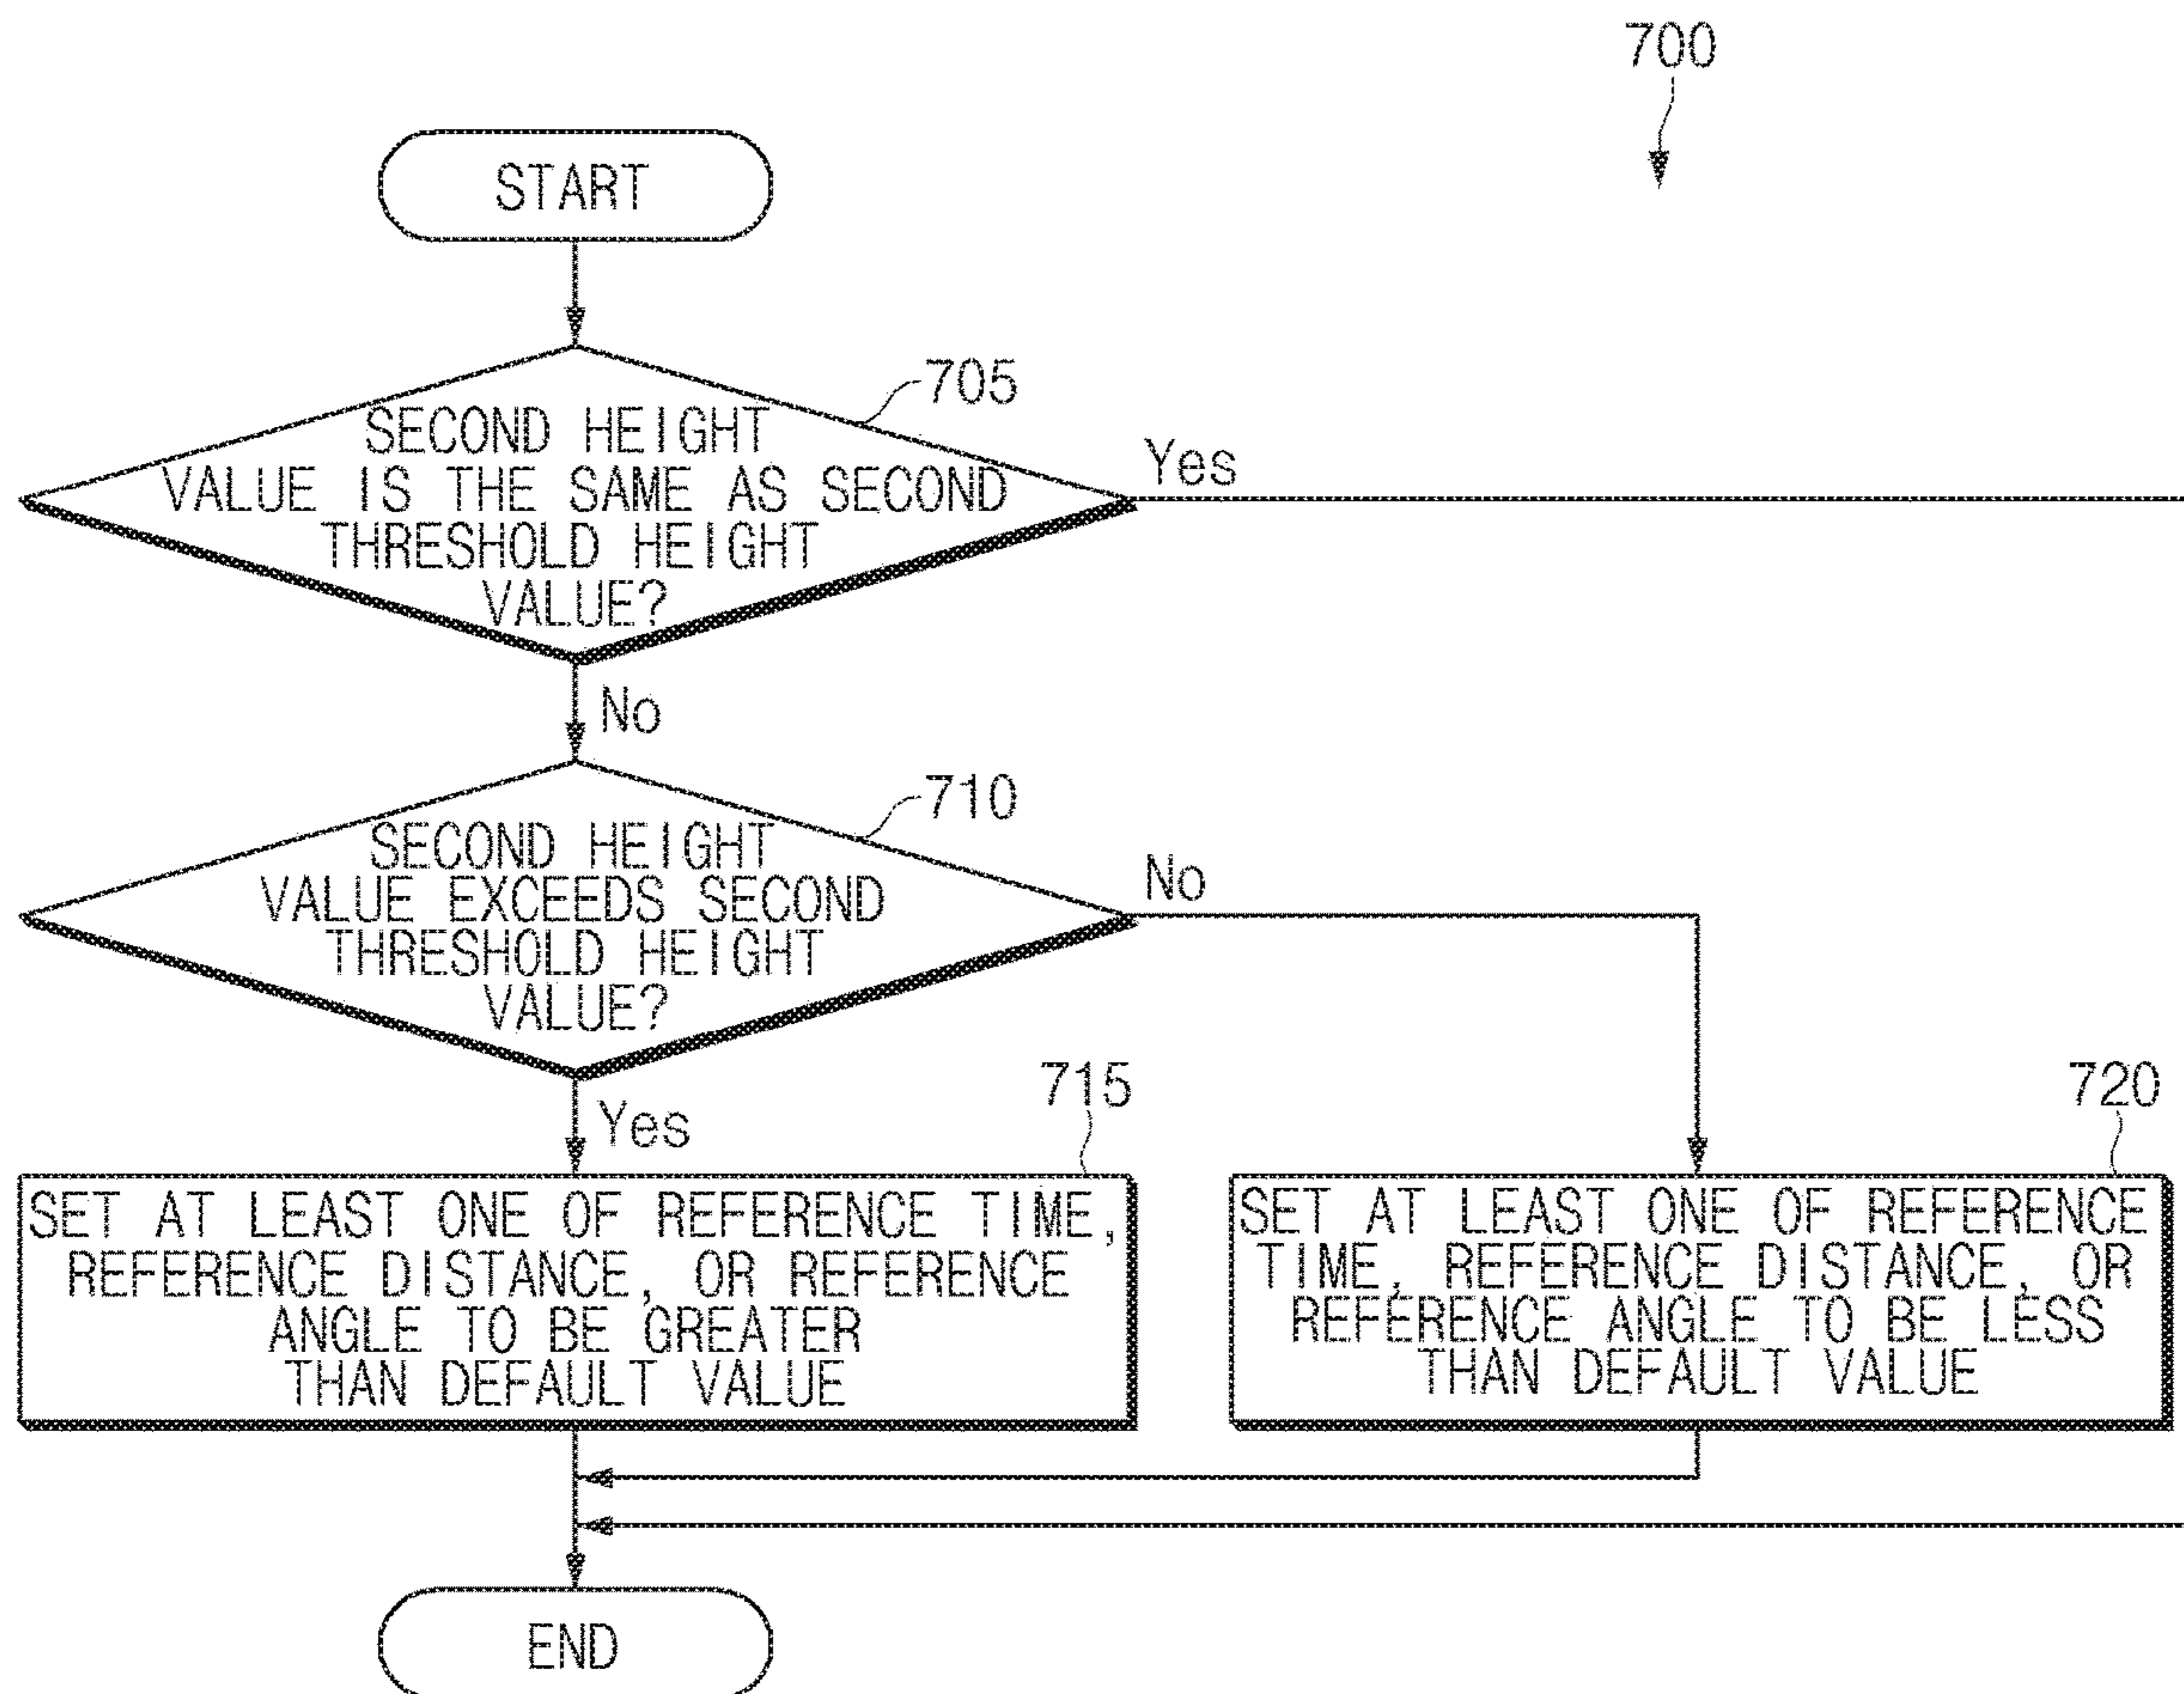 700
START
705
SECOND HEIGHT
VALUE IS THE SAME AS SECOND
THRESHOLD HEIGHT
VALUE?
Yes
No
710
SECOND HEIGHT
VALUE EXCEEDS SECOND
THRESHOLD HEIGHT
VALUE?
No
Yes
715
SET AT LEAST ONE OF REFERENCE TIME,
REFERENCE DISTANCE, OR REFERENCE
ANGLE TO BE GREATER
THAN DEFAULT VALUE
720
SET AT LEAST ONE OF REFERENCE
TIME, REFERENCE DISTANCE, OR
REFERENCE ANGLE TO BE LESS
THAN DEFAULT VALUE
END